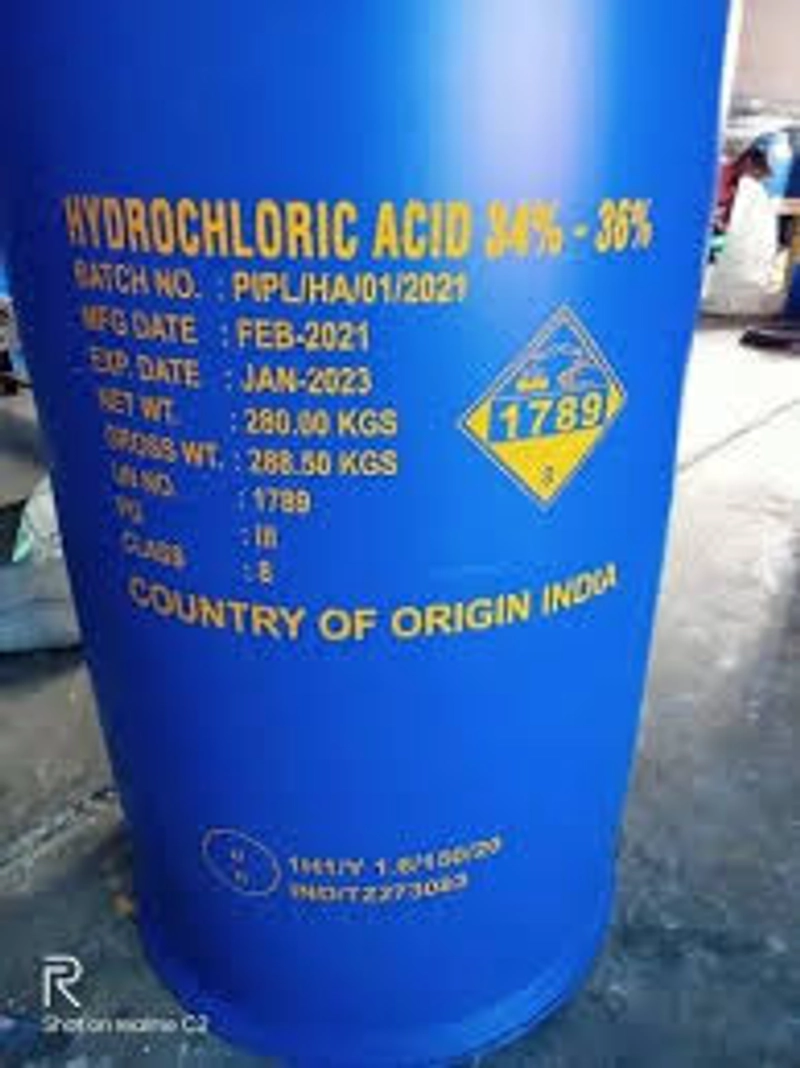 HYDROCHLORIC ACID 34% - 36%
BATCH NO. : PIPL/HA/01/2021
MFG DATE : FEB-2021
EXP. DATE : JAN-2023
NET WT. : 280.00 KGS
GROSS WT. : 288.50 KGS
UN NO. : 1789
PG : III
CLASS : 8
1789
8
COUNTRY OF ORIGIN INDIA
U
N
R
Shot on realme C2